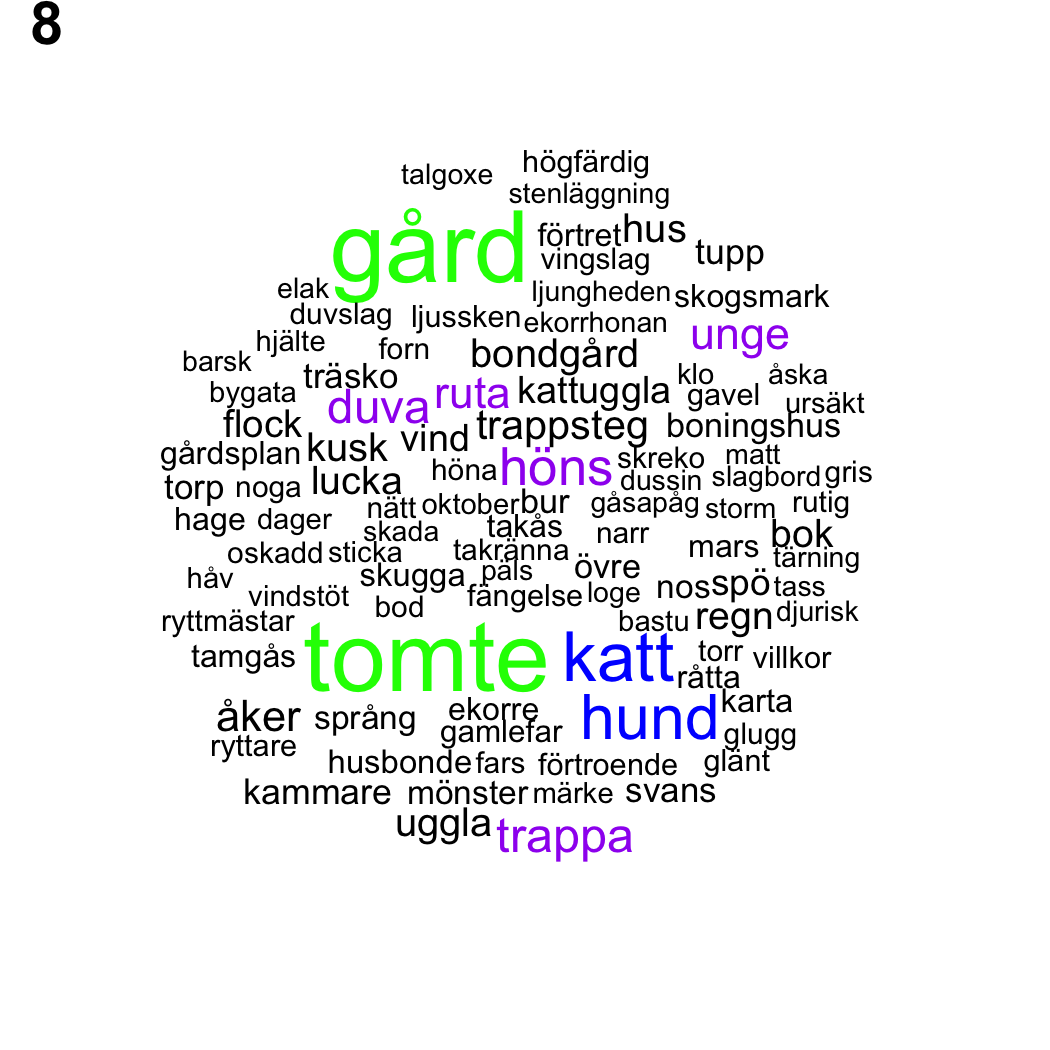 8
högfärdig
talgoxe
stenläggning
gård förtret hus
vingslag tupp
elak ljungheden skogsmark
duvslag ljussken ekorrhonan unge
hjälte forn bondgård
barsk träsko klo åska
bygata duva ruta kattuggla gavel ursäkt
flock vind trappsteg boningshus
gårdsplan kusk höna höns skreko matt
torp noga lucka dussin slagbord gris
nätt oktober bur gåsapåg storm rutig
hage dager skada takås narr bok
oskadd sticka takränna mars tärning
håv skugga päls övre
vindstöt bod fängelse loge nos spö tass
ryttmästar bastu regn djurisk
tamgås tomte katt torr villkor
råtta
åker språng ekorre hund karta
ryttare gamlefar glugg
husbonde fars förtroende glänt
kammare mönster märke svans
uggla trappa